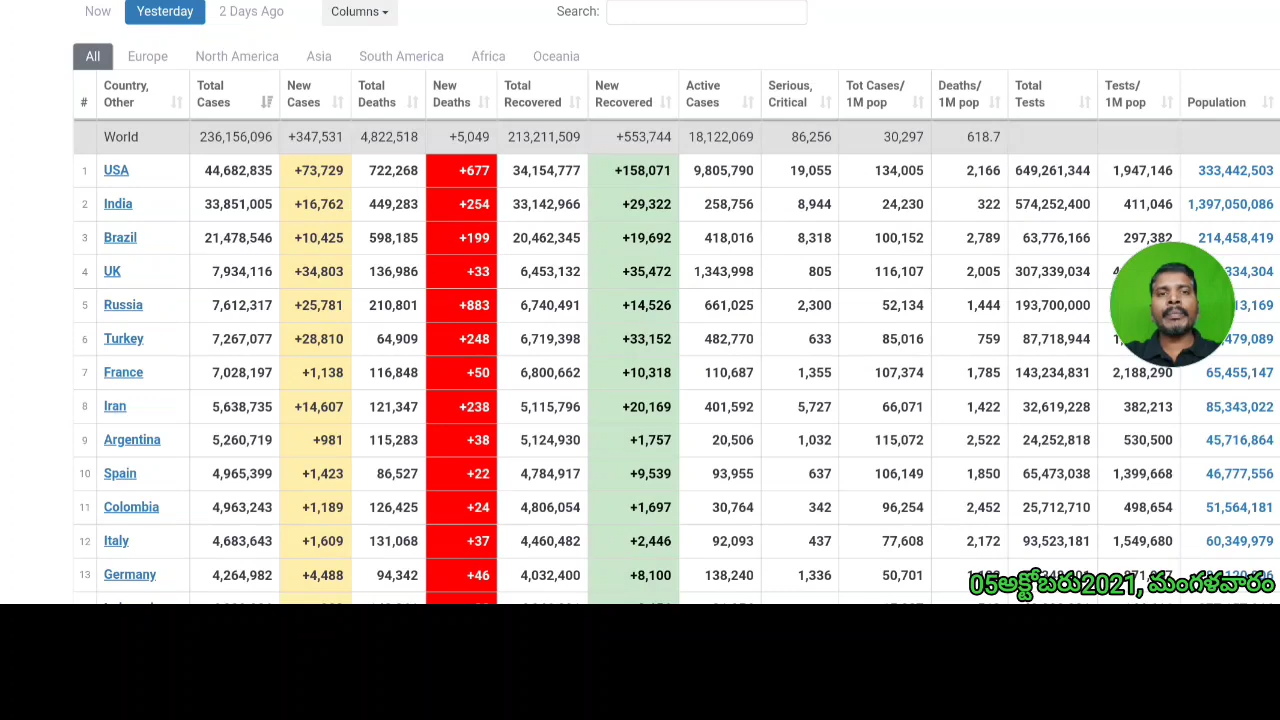 Now Yesterday 2 Days Ago Columns Search:
All Europe North America Asia South America Africa Oceania
# Country, Other Total Cases New Cases Total Deaths New Deaths Total Recovered New Recovered Active Cases Serious, Critical Tot Cases/ 1M pop Deaths/ 1M pop Total Tests Tests/ 1M pop Population
World 236,156,096 +347,531 4,822,518 +5,049 213,211,509 +553,744 18,122,069 86,256 30,297 618.7
1 USA 44,682,835 +73,729 722,268 +677 34,154,777 +158,071 9,805,790 19,055 134,005 2,166 649,261,344 1,947,146 333,442,503
2 India 33,851,005 +16,762 449,283 +254 33,142,966 +29,322 258,756 8,944 24,230 322 574,252,400 411,046 1,397,050,086
3 Brazil 21,478,546 +10,425 598,185 +199 20,462,345 +19,692 418,016 8,318 100,152 2,789 63,776,166 297,382 214,458,419
4 UK 7,934,116 +34,803 136,986 +33 6,453,132 +35,472 1,343,998 805 116,107 2,005 307,339,034
5 Russia 7,612,317 +25,781 210,801 +883 6,740,491 +14,526 661,025 2,300 52,134 1,444 193,700,000
6 Turkey 7,267,077 +28,810 64,909 +248 6,719,398 +33,152 482,770 633 85,016 759 87,718,944
7 France 7,028,197 +1,138 116,848 +50 6,800,662 +10,318 110,687 1,355 107,374 1,785 143,234,831 2,188,290 65,455,147
8 Iran 5,638,735 +14,607 121,347 +238 5,115,796 +20,169 401,592 5,727 66,071 1,422 32,619,228 382,213 85,343,022
9 Argentina 5,260,719 +981 115,283 +38 5,124,930 +1,757 20,506 1,032 115,072 2,522 24,252,818 530,500 45,716,864
10 Spain 4,965,399 +1,423 86,527 +22 4,784,917 +9,539 93,955 637 106,149 1,850 65,473,038 1,399,668 46,777,556
11 Colombia 4,963,243 +1,189 126,425 +24 4,806,054 +1,697 30,764 342 96,254 2,452 25,712,710 498,654 51,564,181
12 Italy 4,683,643 +1,609 131,068 +37 4,460,482 +2,446 92,093 437 77,608 2,172 93,523,181 1,549,680 60,349,979
13 Germany 4,264,982 +4,488 94,342 +46 4,032,400 +8,100 138,240 1,336 50,701
05అక్టోబరు2021, మంగళవారం